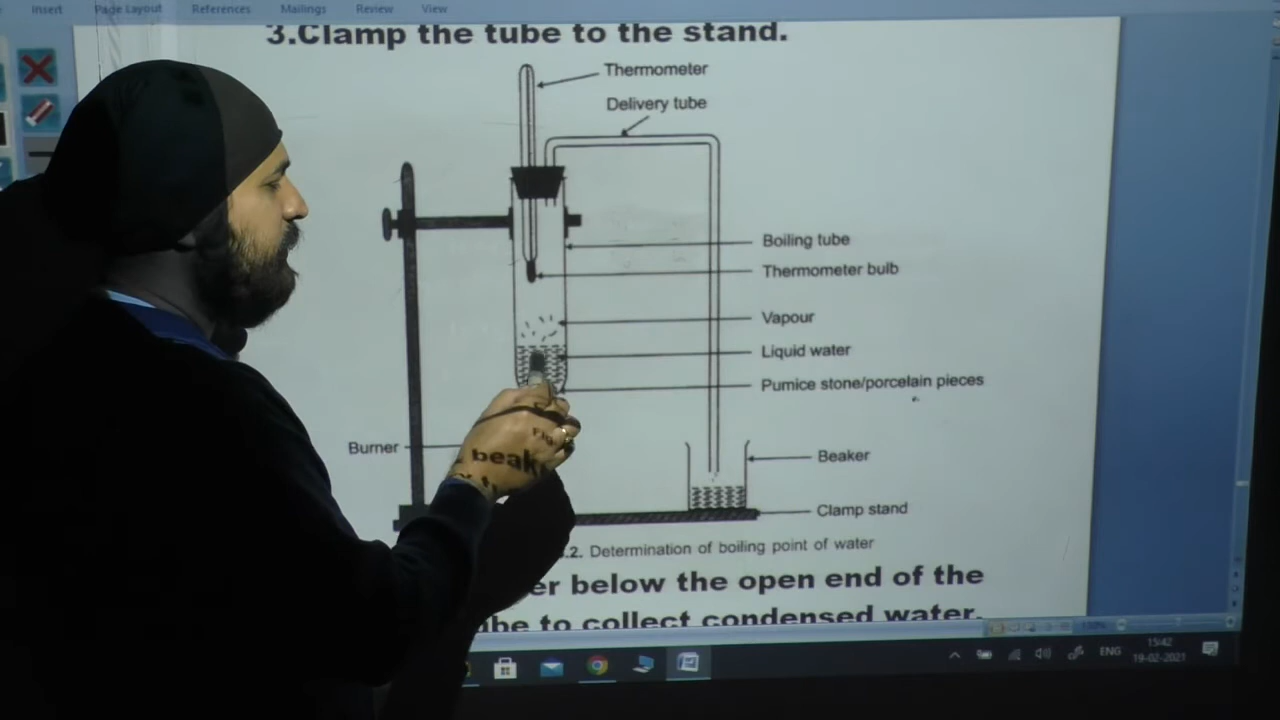 Insert Page Layout References Mailings Review View
3.Clamp the tube to the stand.
Thermometer
Delivery tube
Boiling tube
Thermometer bulb
Vapour
Liquid water
Pumice stone/porcelain pieces
Burner
Beaker
beak
Clamp stand
.2. Determination of boiling point of water
er below the open end of the
be to collect condensed water.
ENG
15:42
19-02-2021